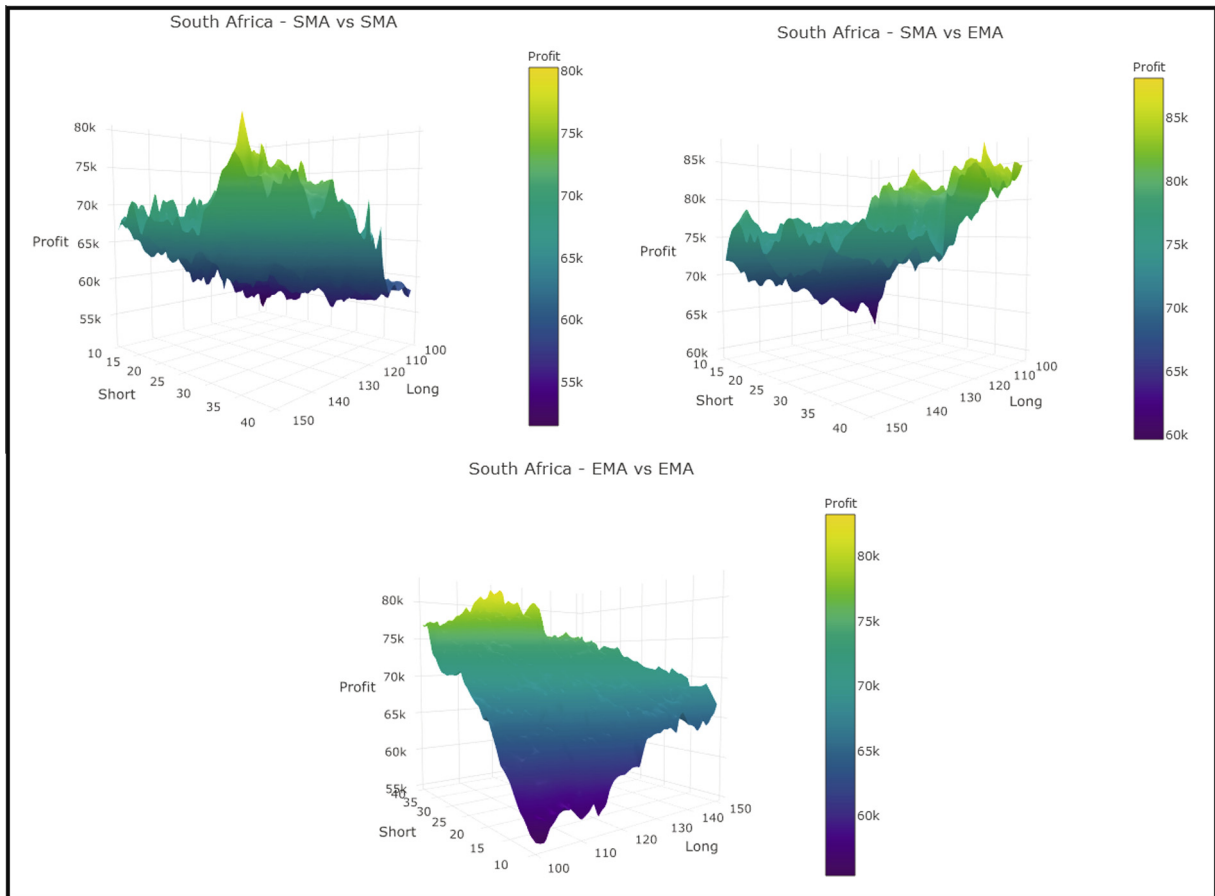 South Africa - SMA vs SMA
Profit
80k
75k
70k
65k
60k
55k
80k
75k
70k
65k
60k
55k
Profit
10
15
20
25
30
35
40
Short
150
140
130
120
110
100
Long
South Africa - SMA vs EMA
Profit
85k
80k
75k
70k
65k
60k
85k
80k
75k
70k
65k
60k
Profit
10
15
20
25
30
35
40
Short
150
140
130
120
110
100
Long
South Africa - EMA vs EMA
Profit
80k
75k
70k
65k
60k
80k
75k
70k
65k
60k
55k
Profit
40
35
30
25
20
15
10
Short
100
110
120
130
140
150
Long